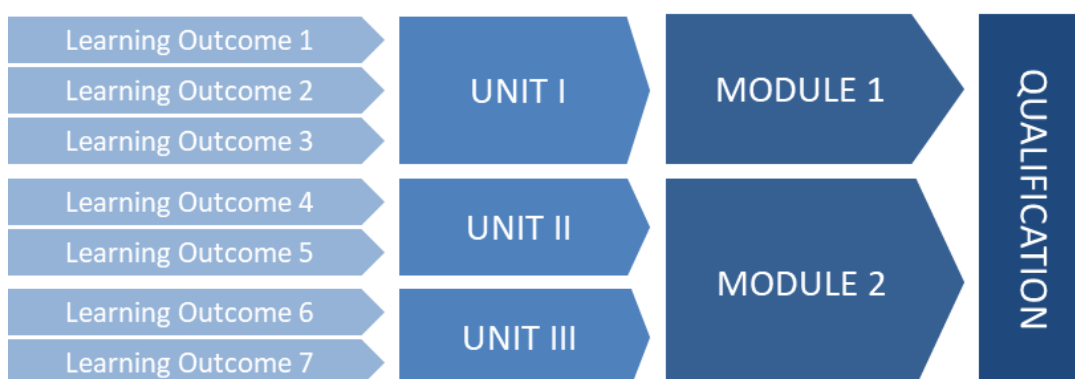 Learning Outcome 1
Learning Outcome 2
Learning Outcome 3
Learning Outcome 4
Learning Outcome 5
Learning Outcome 6
Learning Outcome 7
UNIT I
UNIT II
UNIT III
MODULE 1
MODULE 2
QUALIFICATION